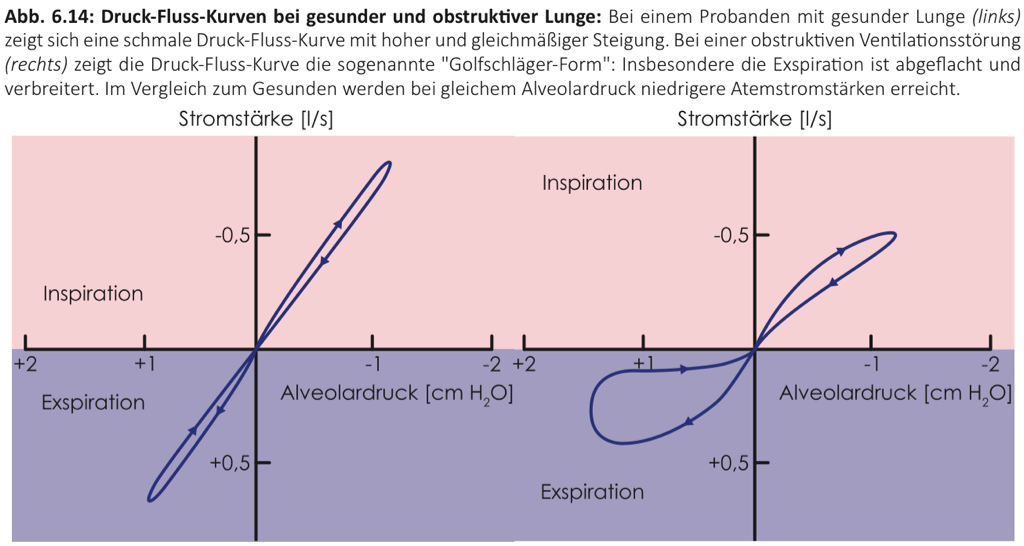 Abb. 6.14: Druck-Fluss-Kurven bei gesunder und obstruktiver Lunge: Bei einem Probanden mit gesunder Lunge (links)
zeigt sich eine schmale Druck-Fluss-Kurve mit hoher und gleichmäßiger Steigung. Bei einer obstruktiven Ventilationsstörung
(rechts) zeigt die Druck-Fluss-Kurve die sogenannte "Golfschläger-Form": Insbesondere die Exspiration ist abgeflacht und
verbreitert. Im Vergleich zum Gesunden werden bei gleichem Alveolardruck niedrigere Atemstromstärken erreicht.
Stromstärke [l/s]
-0,5
Inspiration
+2 +1 -1 -2
Alveolardruck [cm H₂O]
Exspiration
+0,5
Stromstärke [l/s]
Inspiration
-0,5
+2 +1 -1 -2
Alveolardruck [cm H₂O]
+0,5
Exspiration